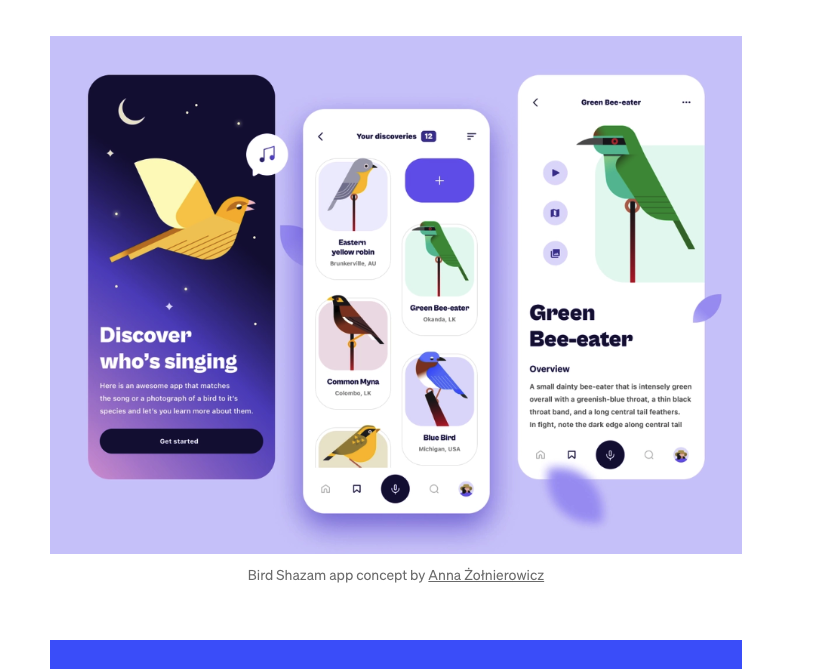 Discover
who's singing
Here is an awesome app that matches
the song or a photograph of a bird to it's
species and let's you learn more about them.
Get started
Your discoveries 12
Eastern
yellow robin
Brunkerville, AU
Green Bee-eater
Okanda, LK
Common Myna
Colombo, LK
Blue Bird
Michigan, USA
Green Bee-eater
Green
Bee-eater
Overview
A small dainty bee-eater that is intensely green
overall with a greenish-blue throat, a thin black
throat band, and a long central tail feathers.
In fight, note the dark edge along central tail
Bird Shazam app concept by Anna Żołnierowicz